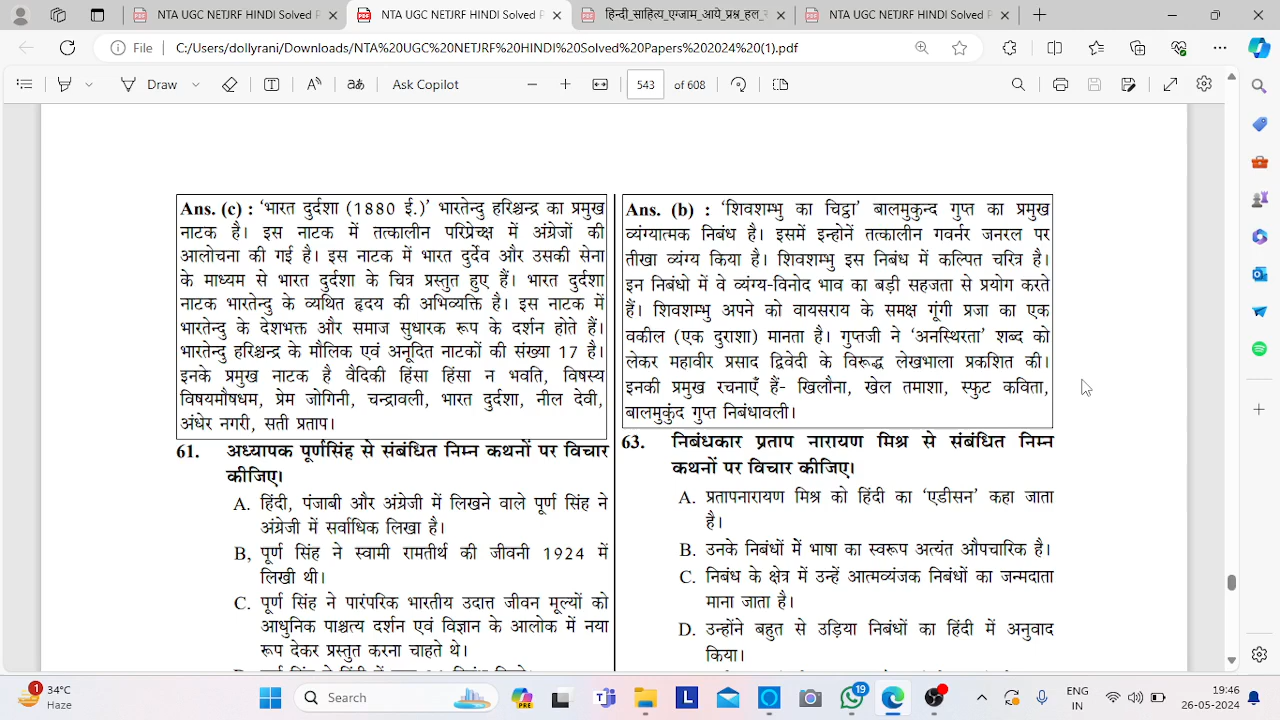 NTA UGC NETJRF HINDI Solved P
NTA UGC NETJRF HINDI Solved P
हिन्दी_साहित्य_एग्जाम_आये_प्रश्न_हल_
NTA UGC NETJRF HINDI Solved P
File
C:/Users/dollyrani/Downloads/NTA%20UGC%20NETJRF%20HINDI%20Solved%20Papers%202024%20(1).pdf
Draw
Ask Copilot
543
of 608
Ans. (c) : 'भारत दुर्दशा (1880 ई.)' भारतेन्दु हरिश्चन्द्र का प्रमुख
नाटक है। इस नाटक में तत्कालीन परिप्रेक्ष्य में अंग्रेजों की
आलोचना की गई है। इस नाटक में भारत दुर्देव और उसकी सेना
के माध्यम से भारत दुर्दशा के चित्र प्रस्तुत हुए हैं। भारत दुर्दशा
नाटक भारतेन्दु के व्यथित हृदय की अभिव्यक्ति है। इस नाटक में
भारतेन्दु के देशभक्त और समाज सुधारक रूप के दर्शन होते हैं।
भारतेन्दु हरिश्चन्द्र के मौलिक एवं अनूदित नाटकों की संख्या 17 है।
इनके प्रमुख नाटक है वैदिकी हिंसा हिंसा न भवति, विषस्य
विषयमौषधमम, प्रेम जोगिनी, चन्द्रावली, भारत दुर्दशा, नील देवी,
अंधेर नगरी, सती प्रताप।
61. अध्यापक पूर्णसिंह से संबंधित निम्न कथनों पर विचार
कीजिए।
A. हिंदी, पंजाबी और अंग्रेजी में लिखने वाले पूर्ण सिंह ने
अंग्रेजी में सर्वाधिक लिखा है।
B, पूर्ण सिंह ने स्वामी रामतीर्थ की जीवनी 1924 में
लिखी थी।
C. पूर्ण सिंह ने पारंपरिक भारतीय उदात्त जीवन मूल्यों को
आधुनिक पाश्चत्य दर्शन एवं विज्ञान के आलोक में नया
रूप देकर प्रस्तुत करना चाहते थे।
Ans. (b) : 'शिवशम्भु का चिट्ठा' बालमुकुन्द गुप्त का प्रमुख
व्यंग्यात्मक निबंध है। इसमें इन्होनें तत्कालीन गवर्नर जनरल पर
तीखा व्यंग्य किया है। शिवशम्भु इस निबंध में कल्पित चरित्र है।
इन निबंधो में वे व्यंग्य-विनोद भाव का बड़ी सहजता से प्रयोग करते
हैं। शिवशम्भु अपने को वायसराय के समक्ष गूंगी प्रजा का एक
वकील (एक दुराशा) मानता है। गुप्तजी ने 'अनस्थिरता' शब्द को
लेकर महावीर प्रसाद द्विवेदी के विरूद्ध लेखभाला प्रकशित की।
इनकी प्रमुख रचनाएँ हैं- खिलौना, खेल तमाशा, स्फुट कविता,
बालमुकुंद गुप्त निबंधावली।
63. निबंधकार प्रताप नारायण मिश्र से संबंधित निम्न
कथनों पर विचार कीजिए।
A. प्रतापनारायण मिश्र को हिंदी का 'एडीसन' कहा जाता
है।
B. उनके निबंधों में भाषा का स्वरूप अत्यंत औपचारिक है।
C. निबंध के क्षेत्र में उन्हें आत्मव्यंजक निबंधों का जन्मदाता
माना जाता है।
D. उन्होंने बहुत से उड़िया निबंधों का हिंदी में अनुवाद
किया।
1
34°C
Haze
Search
PRE
19
ENG
IN
19:46
26-05-2024